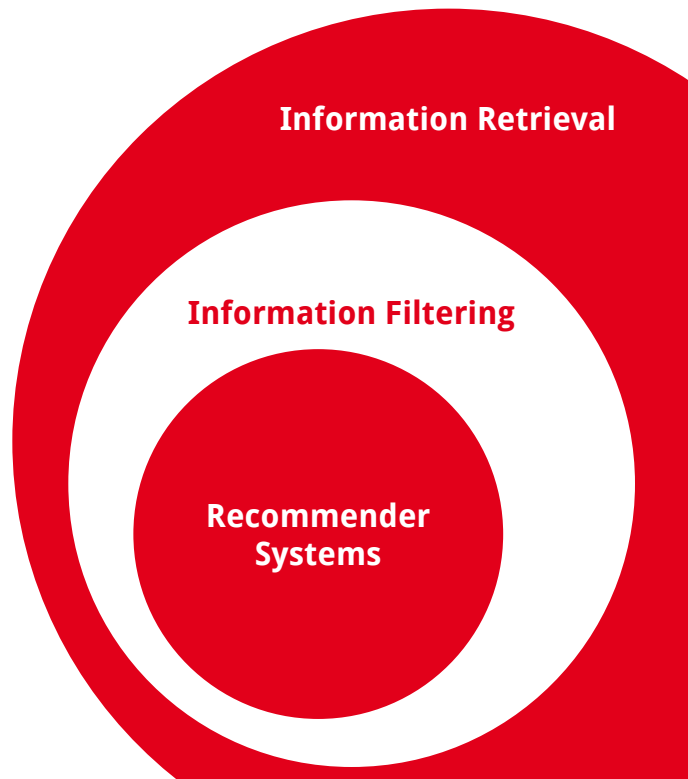 Information Retrieval
Information Filtering
Recommender
Systems